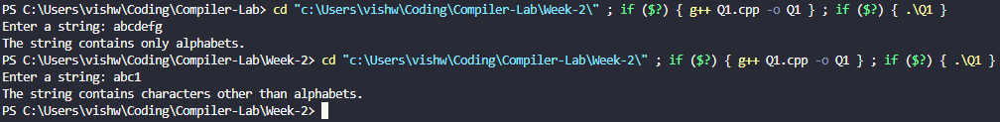 PS C:\Users\vishw\Coding\Compiler-Lab> cd "c:\Users\vishw\Coding\Compiler-Lab\Week-2\" ; if ($?) { g++ Q1.cpp -o Q1 } ; if ($?) { .\Q1 }
Enter a string: abcdefg
The string contains only alphabets.
PS C:\Users\vishw\Coding\Compiler-Lab\Week-2> cd "c:\Users\vishw\Coding\Compiler-Lab\Week-2\" ; if ($?) { g++ Q1.cpp -o Q1 } ; if ($?) { .\Q1 }
Enter a string: abc1
The string contains characters other than alphabets.
PS C:\Users\vishw\Coding\Compiler-Lab\Week-2>